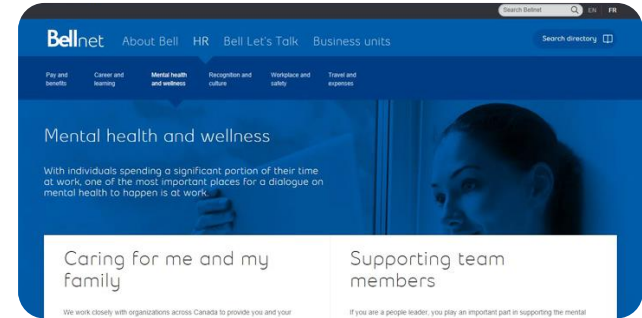 Search Bellnet
EN
FR
Bellnet About Bell HR Bell Let's Talk Business units
Search directory
Pay and
benefits
Career and
learning
Mental health
and wellness
Recognition and
culture
Workplace and
safety
Travel and
expenses
Mental health and wellness
With individuals spending a significant portion of their time
at work, one of the most important places for a dialogue on
mental health to happen is at work.
Caring for me and my
family
We work closely with organizations across Canada to provide you and your
Supporting team
members
If you are a people leader, you play an important part in supporting the mental